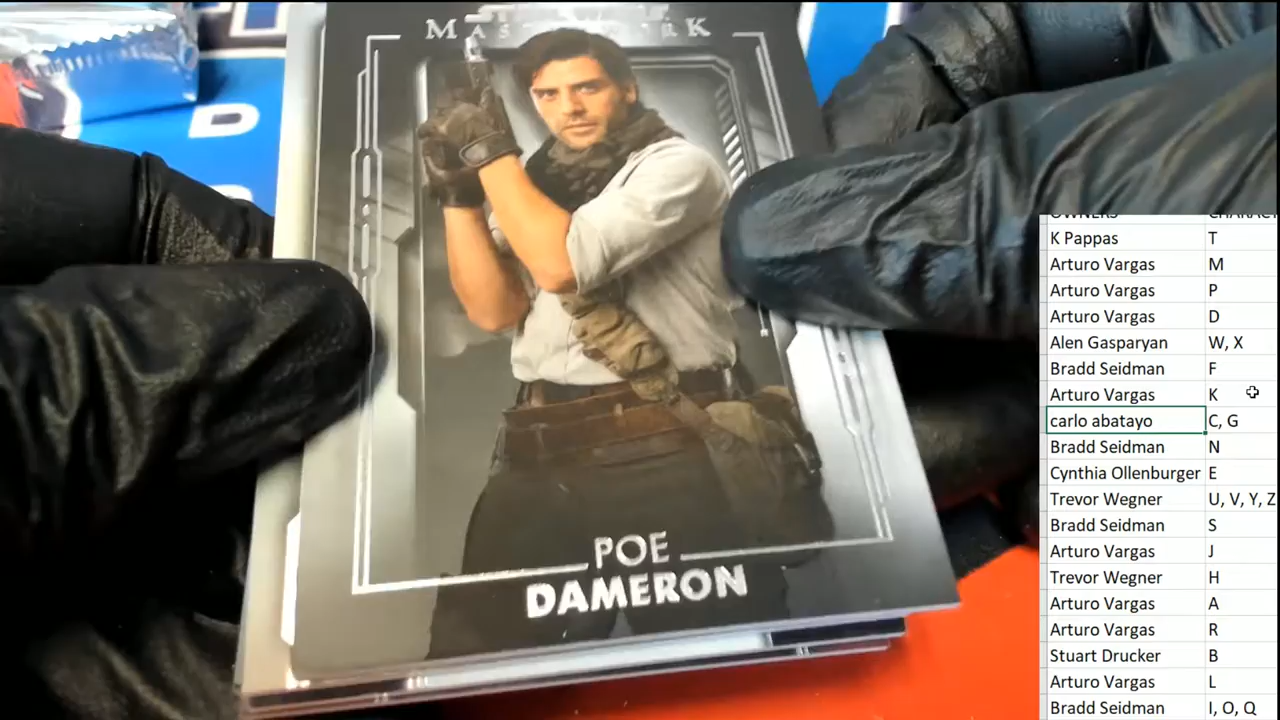 POE
DAMERON
K Pappas T
Arturo Vargas M
Arturo Vargas P
Arturo Vargas D
Alen Gasparyan W, X
Bradd Seidman F
Arturo Vargas K
carlo abatayo C, G
Bradd Seidman N
Cynthia Ollenburger E
Trevor Wegner U, V, Y, Z
Bradd Seidman S
Arturo Vargas J
Trevor Wegner H
Arturo Vargas A
Arturo Vargas R
Stuart Drucker B
Arturo Vargas L
Bradd Seidman I, O, Q